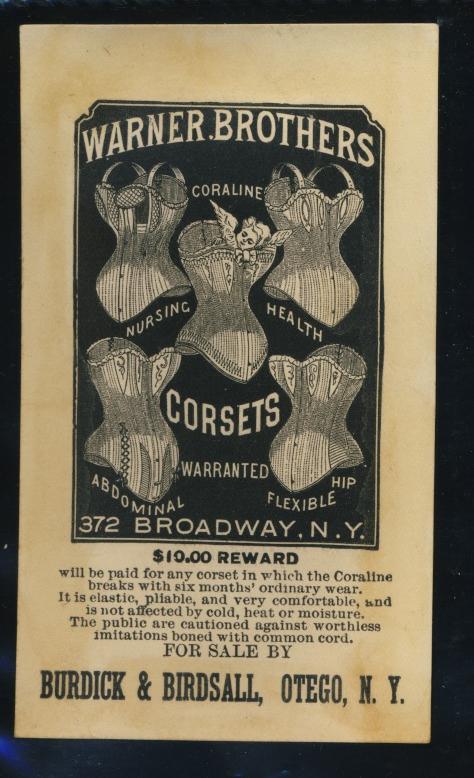 WARNER BROTHERS
CORALINE
NURSING
HEALTH
CORSETS
WARRANTED
ABDOMINAL
FLEXIBLE HIP
372 BROADWAY, N.Y.
$10.00 REWARD
will be paid for any corset in which the Coraline
breaks with six months' ordinary wear.
It is elastic, pliable, and very comfortable, and
is not affected by cold, heat or moisture.
The public are cautioned against worthless
imitations boned with common cord.
FOR SALE BY
BURDICK & BIRDSALL, OTEGO, N. Y.